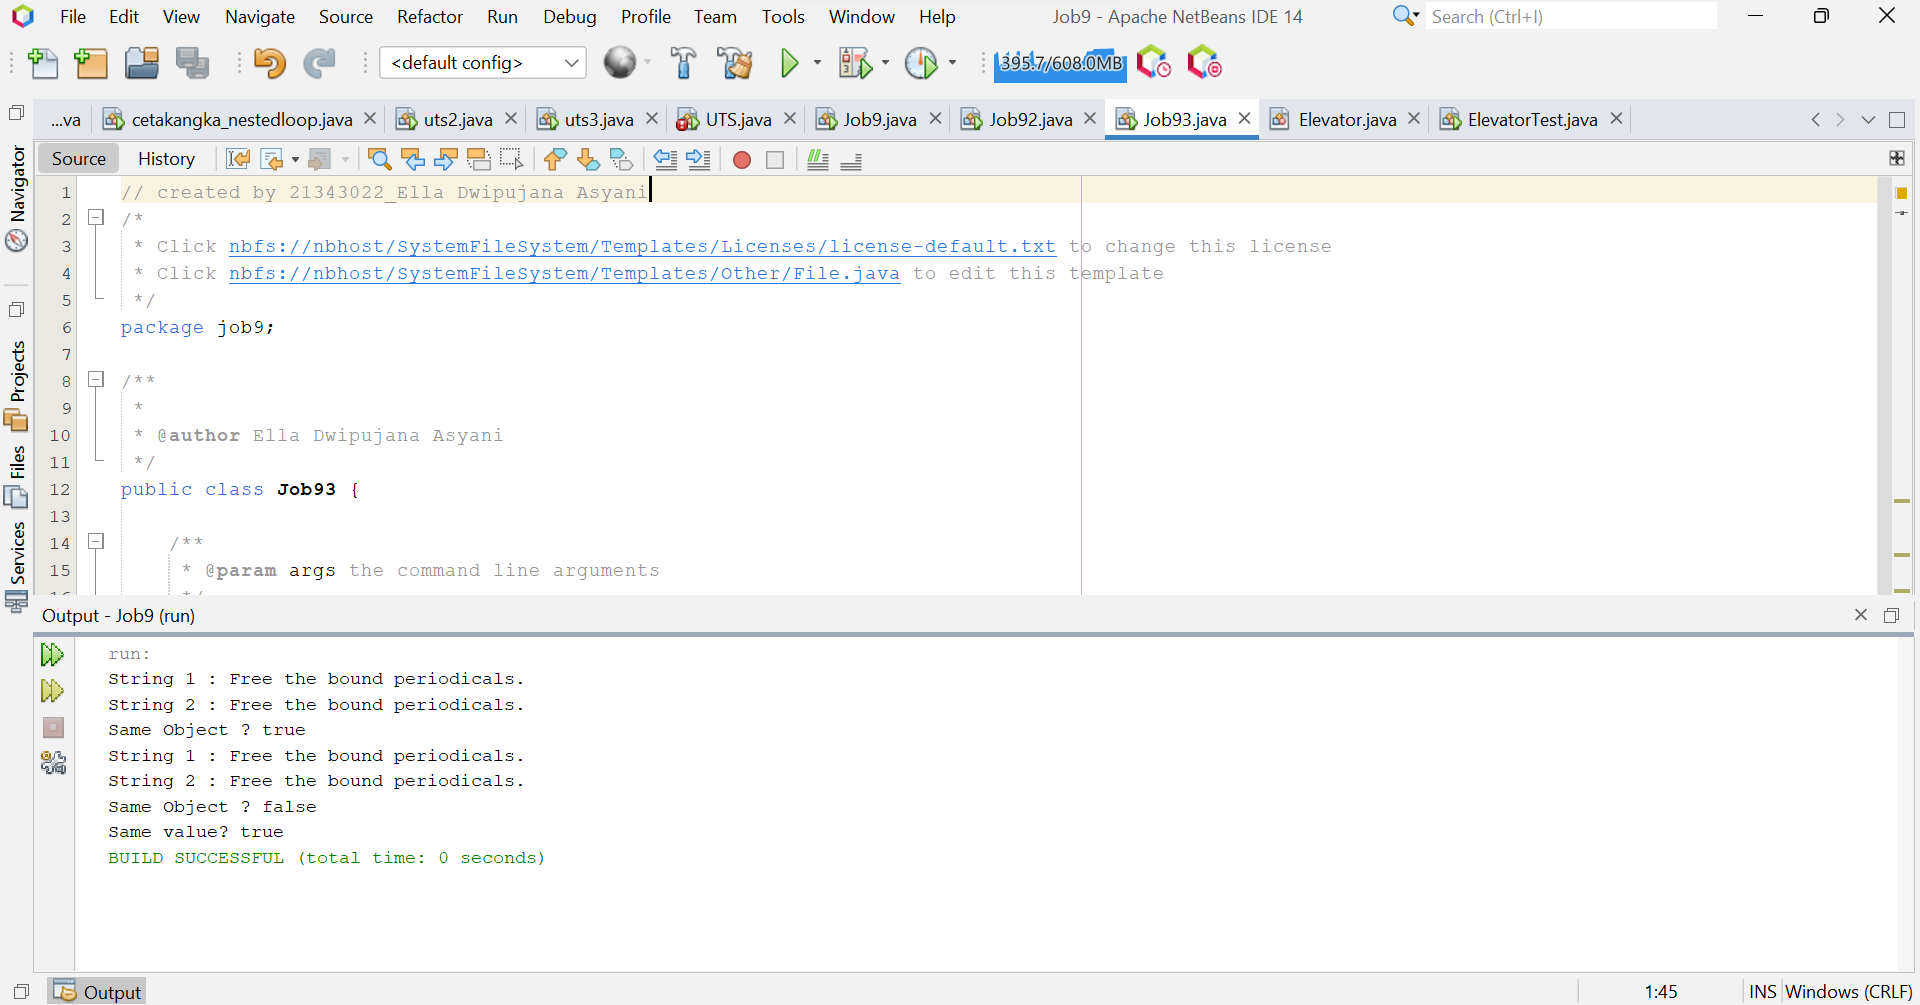 File Edit View Navigate Source Refactor Run Debug Profile Team Tools Window Help
Job9 - Apache NetBeans IDE 14
Search (Ctrl+I)
<default config>
395.7/608.0MB
...va cetakangka_nestedloop.java uts2.java uts3.java UTS.java Job9.java Job92.java Job93.java Elevator.java ElevatorTest.java
Navigator
Projects
Files
Services
Source History
1 // created by 21343022_Ella Dwipujana Asyani
2 /*
3 * Click nbfs://nbhost/SystemFileSystem/Templates/Licenses/license-default.txt to change this license
4 * Click nbfs://nbhost/SystemFileSystem/Templates/Other/File.java to edit this template
5 */
6 package job9;
7
8 /**
9 *
10 * @author Ella Dwipujana Asyani
11 */
12 public class Job93 {
13
14 /**
15 * @param args the command line arguments
Output - Job9 (run)
run:
String 1 : Free the bound periodicals.
String 2 : Free the bound periodicals.
Same Object ? true
String 1 : Free the bound periodicals.
String 2 : Free the bound periodicals.
Same Object ? false
Same value? true
BUILD SUCCESSFUL (total time: 0 seconds)
Output
1:45 INS Windows (CRLF)